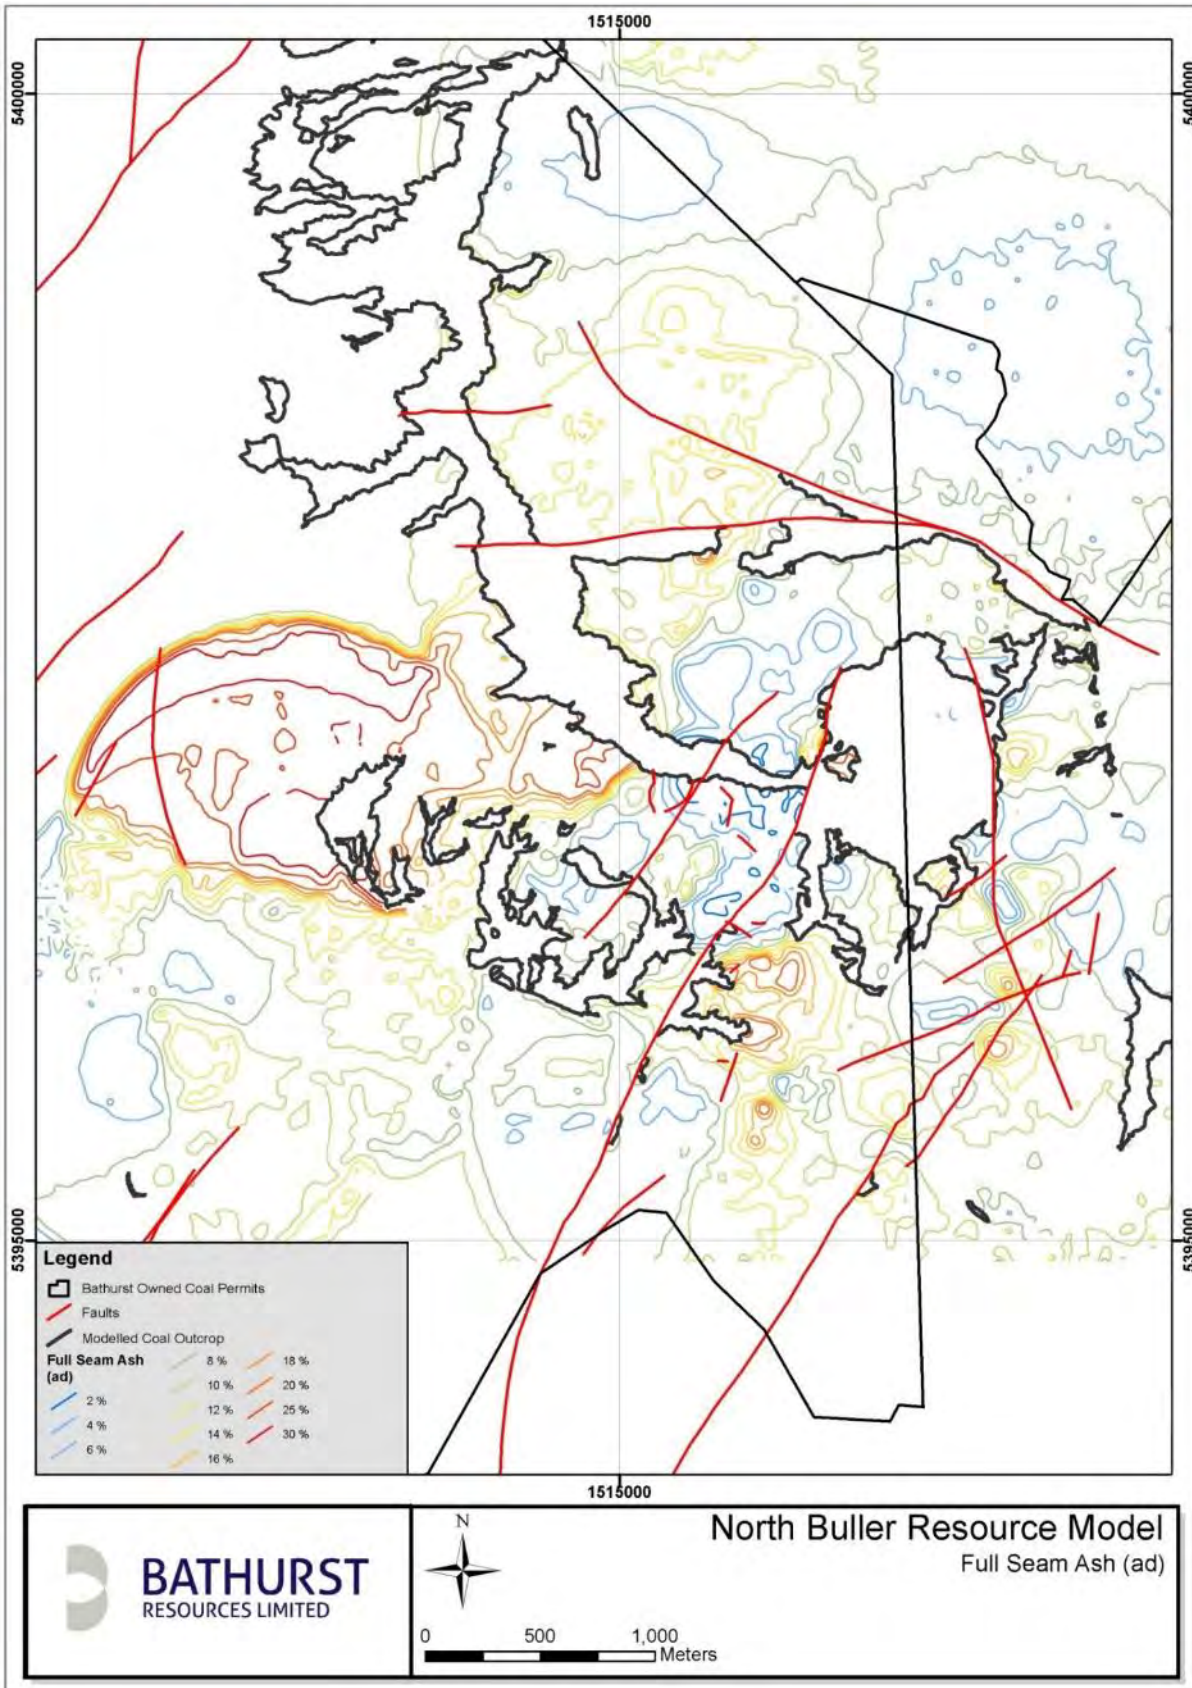 1515000
5400000
5400000
5395000
5395000
Legend
Bathurst Owned Coal Permits
Faults
Modelled Coal Outcrop
Full Seam Ash
(ad)
2 %
4 %
6 %
8 %
10 %
12 %
14 %
16 %
18 %
20 %
25 %
30 %
1515000
BATHURST
RESOURCES LIMITED
N
0 500 1,000
Meters
North Buller Resource Model
Full Seam Ash (ad)